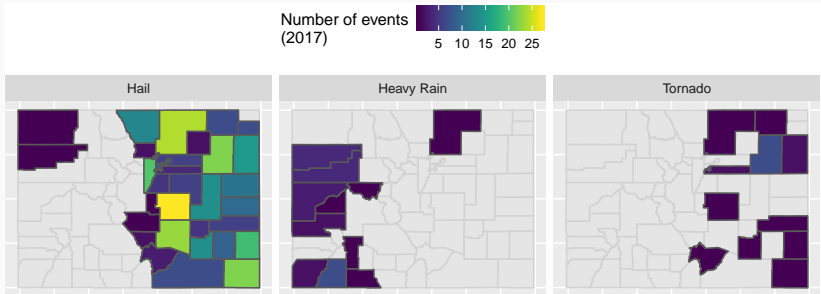 Number of events
(2017)
5 10 15 20 25
Hail
Heavy Rain
Tornado